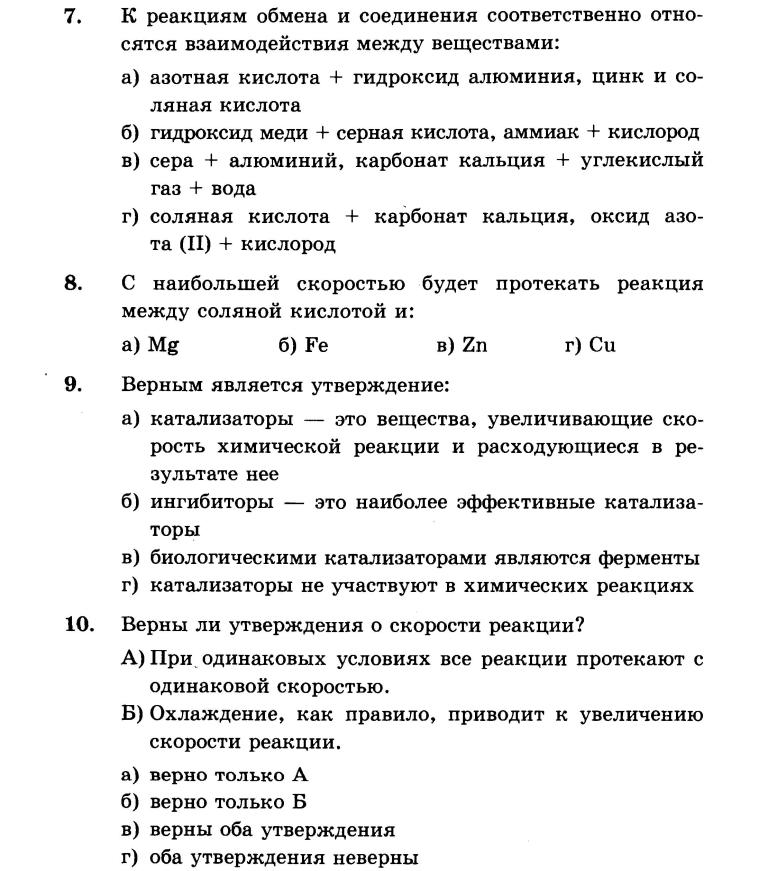 7. К реакциям обмена и соединения соответственно отно-
сятся взаимодействия между веществами:
а) азотная кислота + гидроксид алюминия, цинк и со-
ляная кислота
б) гидроксид меди + серная кислота, аммиак + кислород
в) сера + алюминий, карбонат кальция + углекислый
газ + вода
г) соляная кислота + карбонат кальция, оксид азо-
та (II) + кислород
8. С наибольшей скоростью будет протекать реакция
между соляной кислотой и:
а) Mg б) Fe в) Zn г) Cu
9. Верным является утверждение:
а) катализаторы — это вещества, увеличивающие ско-
рость химической реакции и расходующиеся в ре-
зультате нее
б) ингибиторы — это наиболее эффективные катализа-
торы
в) биологическими катализаторами являются ферменты
г) катализаторы не участвуют в химических реакциях
10. Верны ли утверждения о скорости реакции?
А) При одинаковых условиях все реакции протекают с
одинаковой скоростью.
Б) Охлаждение, как правило, приводит к увеличению
скорости реакции.
а) верно только А
б) верно только Б
в) верны оба утверждения
г) оба утверждения неверны